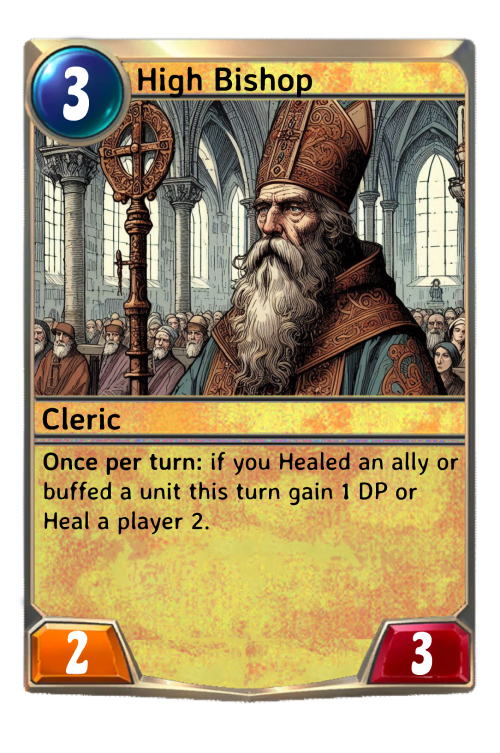 3
High Bishop
Cleric
Once per turn: if you Healed an ally or
buffed a unit this turn gain 1 DP or
Heal a player 2.
2
3